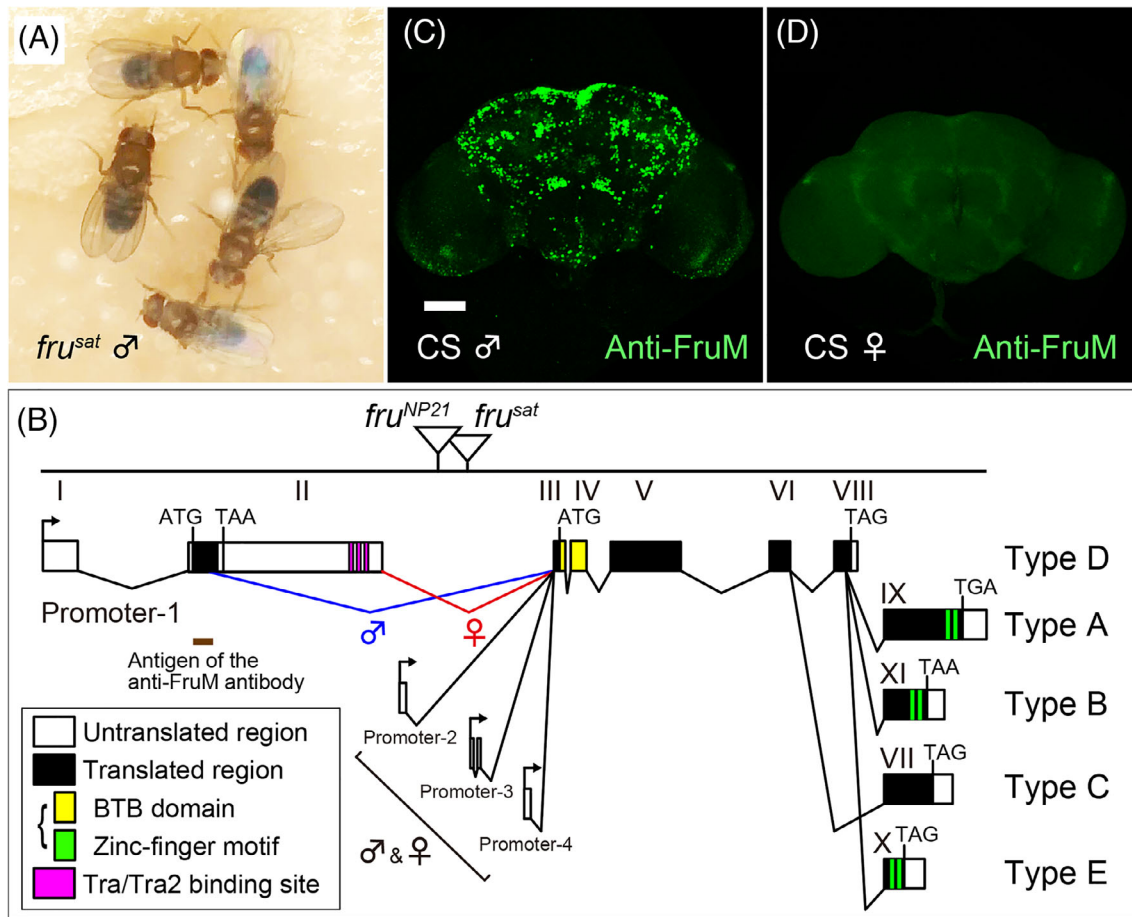 (A)
fru^sat ♂
(C)
CS ♂ Anti-FruM
(D)
CS ♀ Anti-FruM
(B)
fru^NP21 fru^sat
I II III IV V VI VIII
ATG TAA ATG TAG
Type D
Promoter-1
♂ ♀
IX TGA
Type A
Antigen of the
anti-FruM antibody
XI TAA
Type B
Promoter-2
VII TAG
Type C
Promoter-3
Promoter-4
♂ & ♀
X TAG
Type E
Untranslated region
Translated region
BTB domain
Zinc-finger motif
Tra/Tra2 binding site